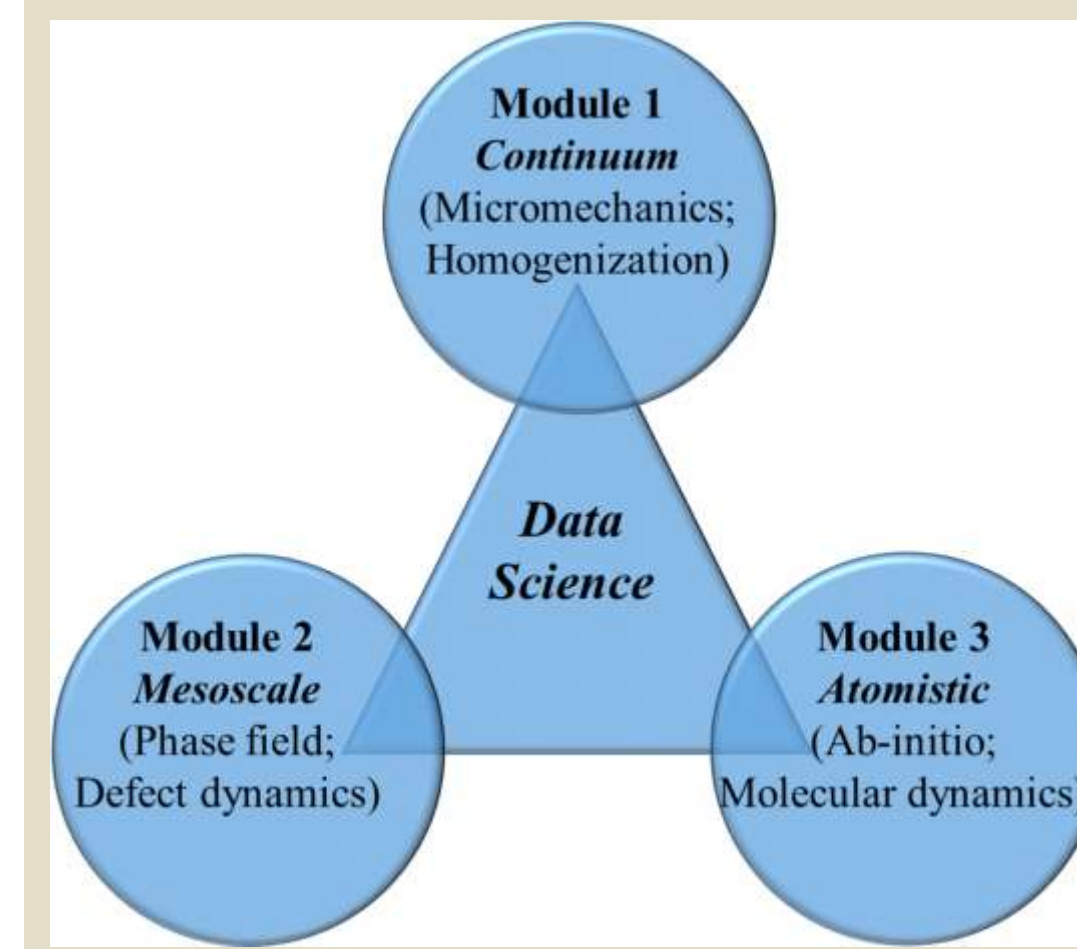 Module 1
Continuum
(Micromechanics;
Homogenization)
Data
Science
Module 2
Mesoscale
(Phase field;
Defect dynamics)
Module 3
Atomistic
(Ab-initio;
Molecular dynamics)